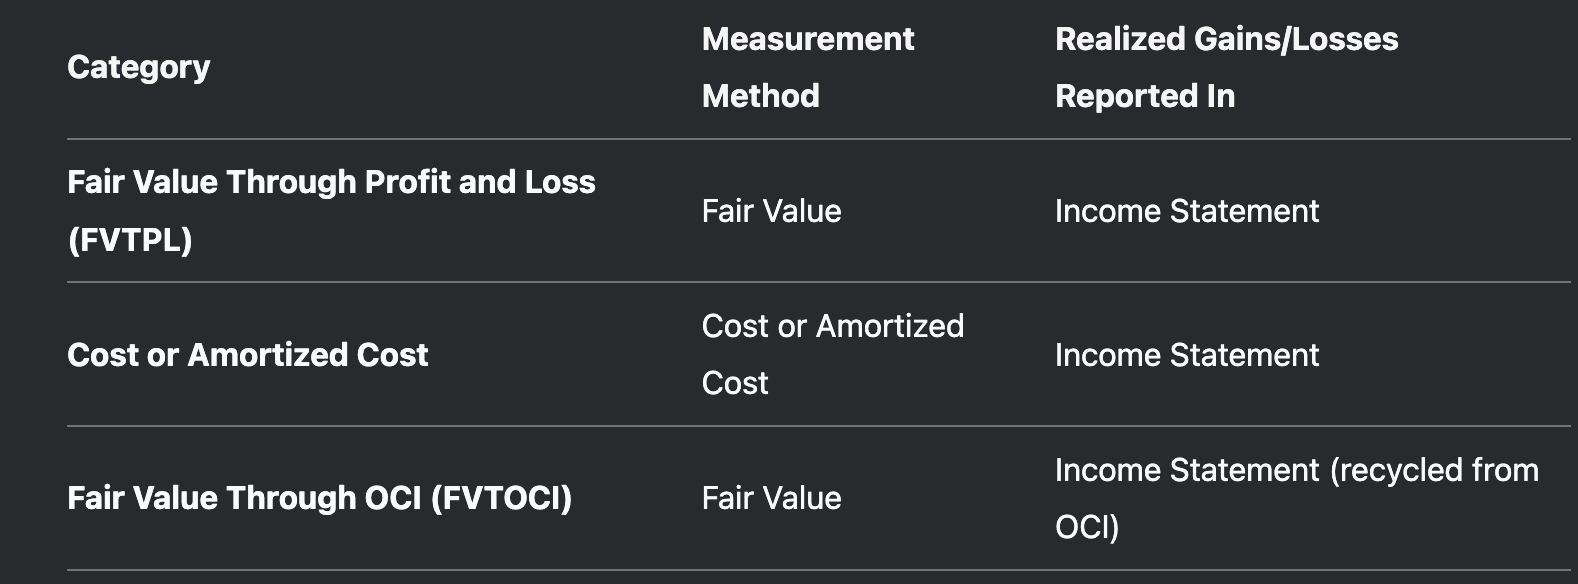 Category
Measurement
Method
Realized Gains/Losses
Reported In
Fair Value Through Profit and Loss
(FVTPL)
Fair Value
Income Statement
Cost or Amortized Cost
Cost or Amortized
Cost
Income Statement
Fair Value Through OCI (FVTOCI)
Fair Value
Income Statement (recycled from
OCI)